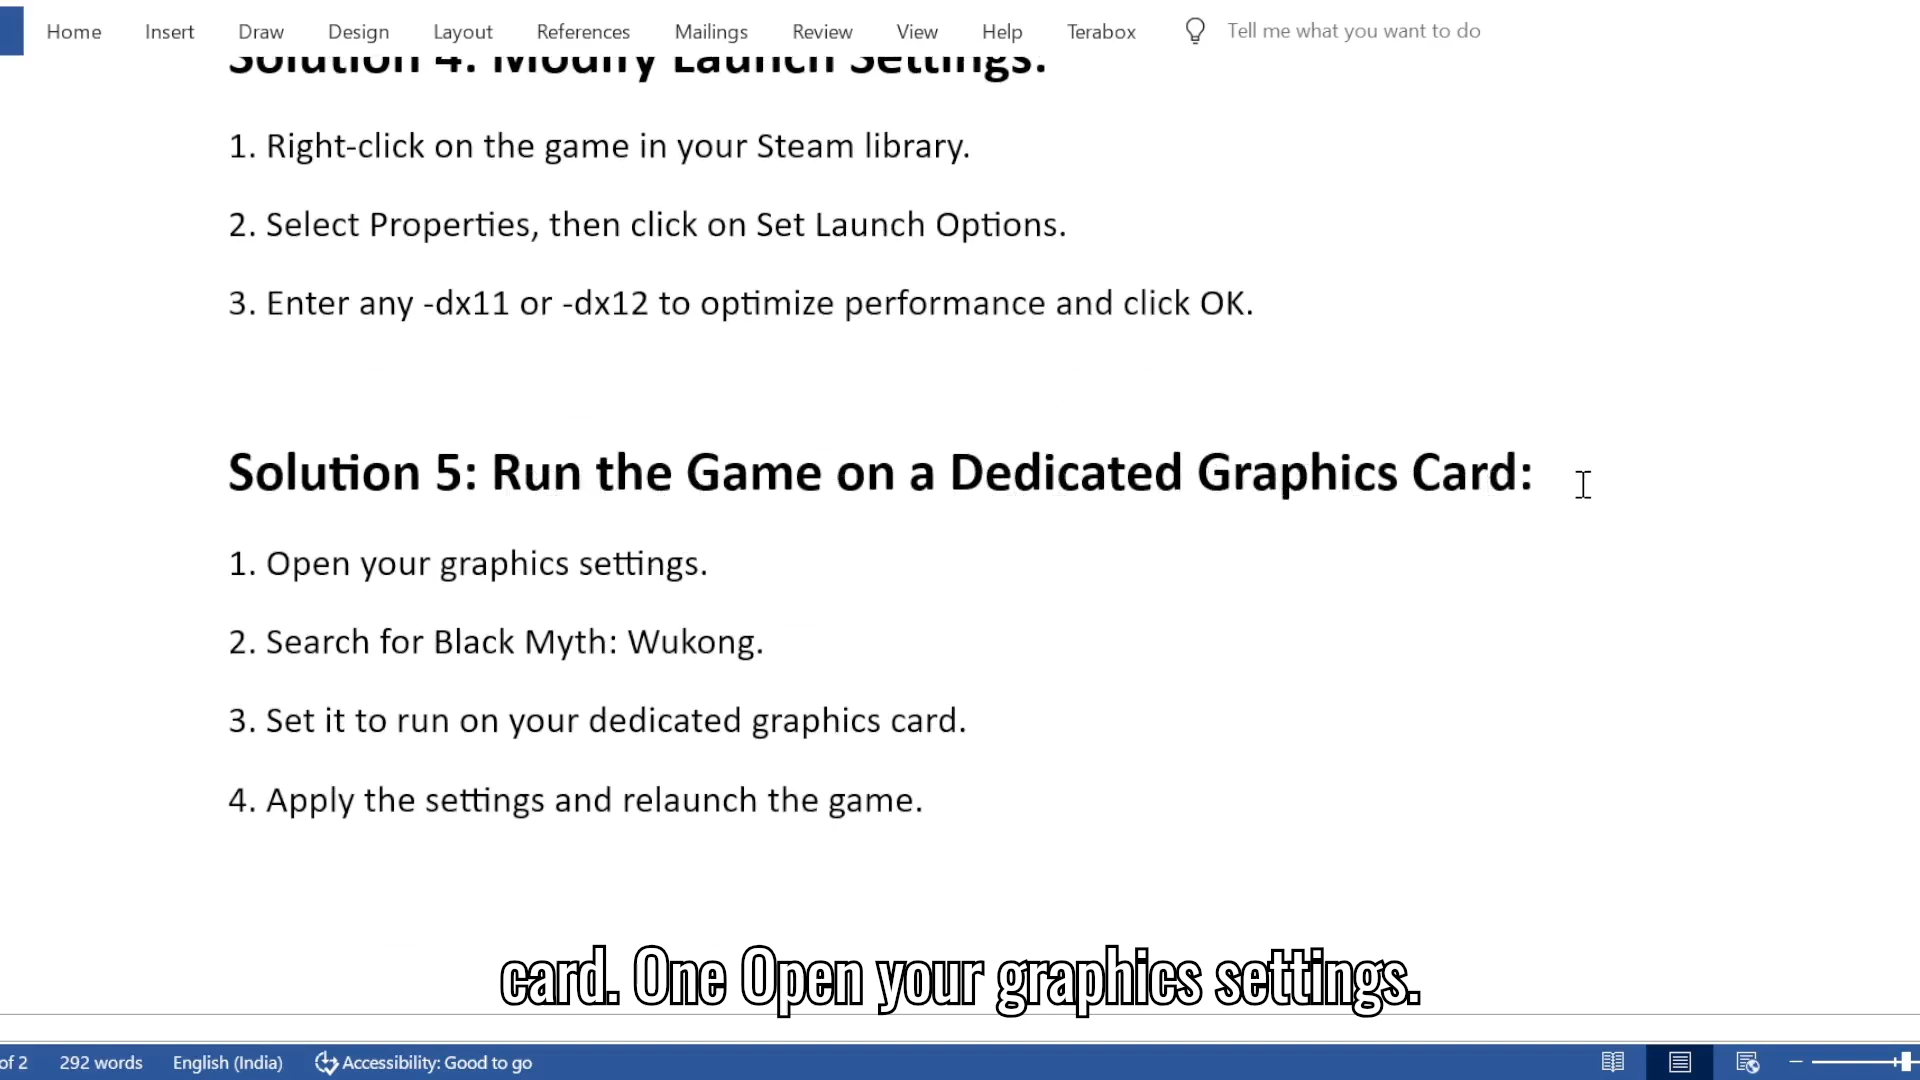 Home Insert Draw Design Layout References Mailings Review View Help Terabox Tell me what you want to do
Solution 4: Modify Launch Settings:
1. Right-click on the game in your Steam library.
2. Select Properties, then click on Set Launch Options.
3. Enter any -dx11 or -dx12 to optimize performance and click OK.
Solution 5: Run the Game on a Dedicated Graphics Card:
1. Open your graphics settings.
2. Search for Black Myth: Wukong.
3. Set it to run on your dedicated graphics card.
4. Apply the settings and relaunch the game.
card. One Open your graphics settings.
of 2 292 words English (India) Accessibility: Good to go